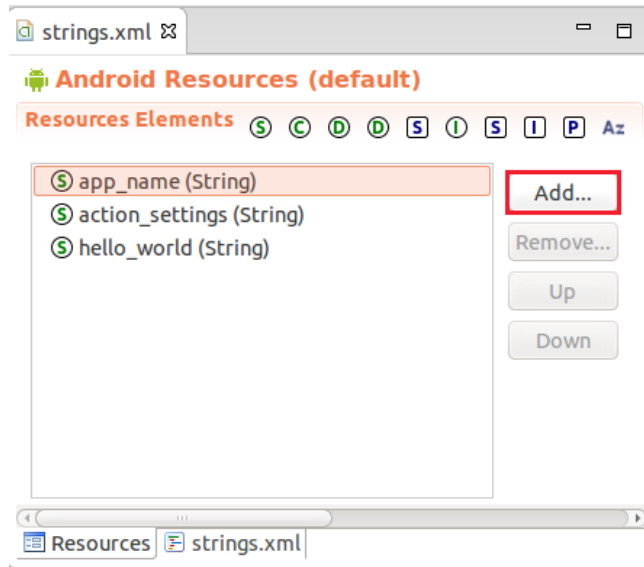 strings.xml
Android Resources (default)
Resources Elements S C D D S I S I P Az
S app_name (String)
S action_settings (String)
S hello_world (String)
Add...
Remove...
Up
Down
Resources strings.xml